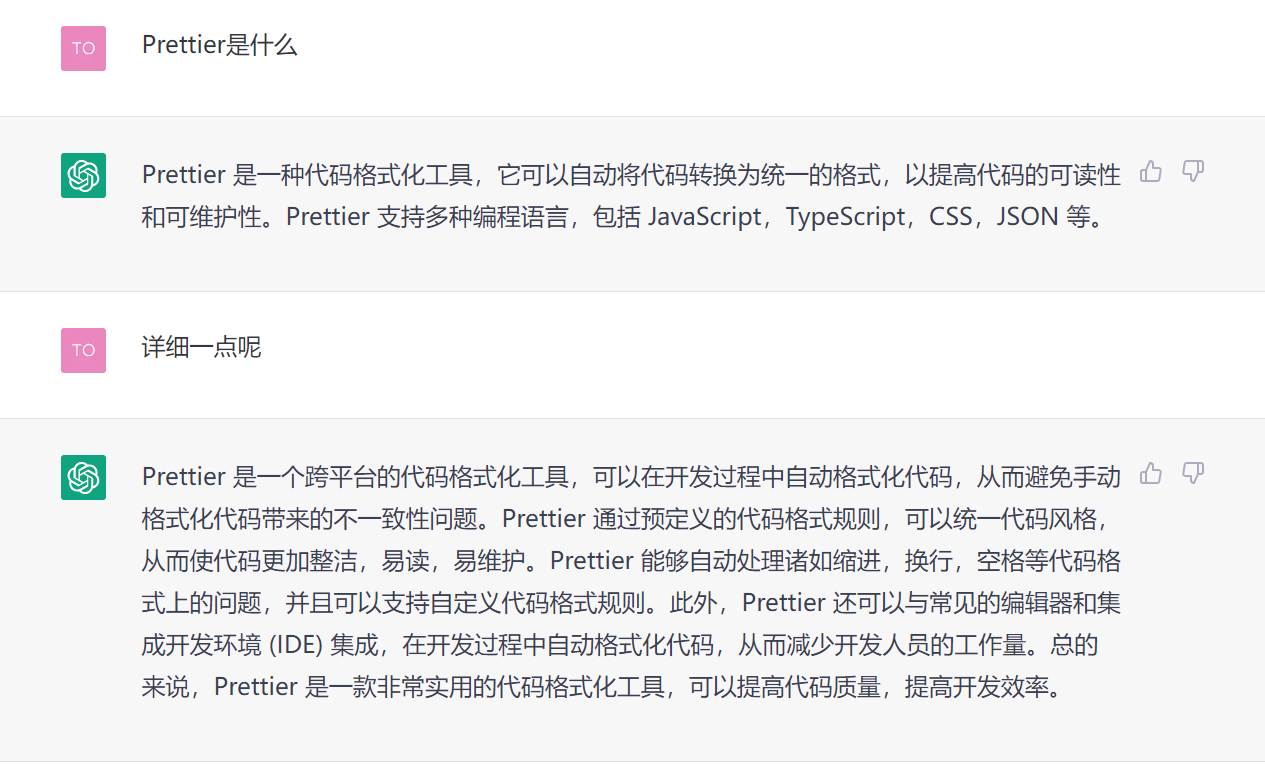 TO
Prettier是什么
Prettier 是一种代码格式化工具，它可以自动将代码转换为统一的格式，以提高代码的可读性
和可维护性。Prettier 支持多种编程语言，包括 JavaScript，TypeScript，CSS，JSON 等。
TO
详细一点呢
Prettier 是一个跨平台的代码格式化工具，可以在开发过程中自动格式化代码，从而避免手动
格式化代码带来的不一致性问题。Prettier 通过预定义的代码格式规则，可以统一代码风格，
从而使代码更加整洁，易读，易维护。Prettier 能够自动处理诸如缩进，换行，空格等代码格
式上的问题，并且可以支持自定义代码格式规则。此外，Prettier 还可以与常见的编辑器和集
成开发环境 (IDE) 集成，在开发过程中自动格式化代码，从而减少开发人员的工作量。总的
来说，Prettier 是一款非常实用的代码格式化工具，可以提高代码质量，提高开发效率。